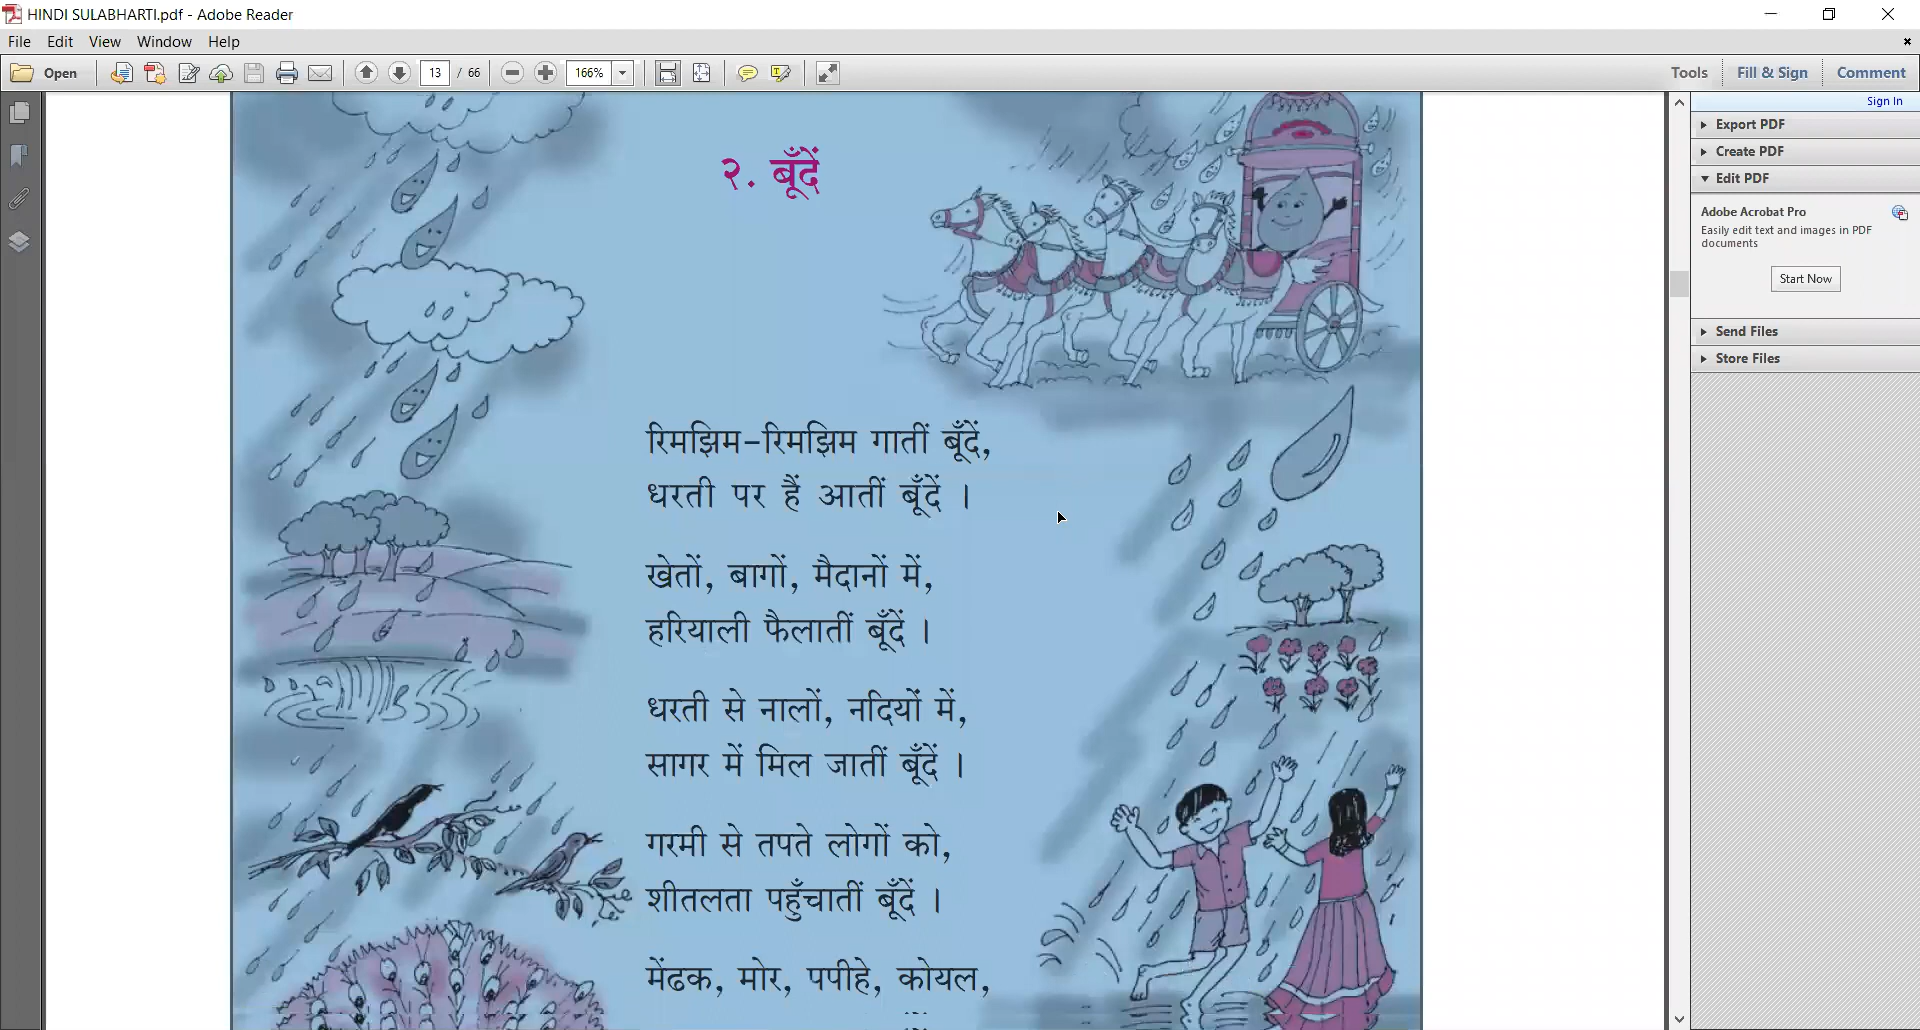 HINDI SULABHARTI.pdf - Adobe Reader
File Edit View Window Help
Open 13 / 66 166% Tools Fill & Sign Comment
Sign In
Export PDF
Create PDF
Edit PDF
Adobe Acrobat Pro
Easily edit text and images in PDF
documents
Start Now
Send Files
Store Files
२. बूँदें
रिमझिम-रिमझिम गातीं बूँदें,
धरती पर हैं आतीं बूँदें ।
खेतों, बागों, मैदानों में,
हरियाली फैलातीं बूँदें ।
धरती से नालों, नदियों में,
सागर में मिल जातीं बूँदें ।
गरमी से तपते लोगों को,
शीतलता पहुँचातीं बूँदें ।
मेंढक, मोर, पपीहे, कोयल,